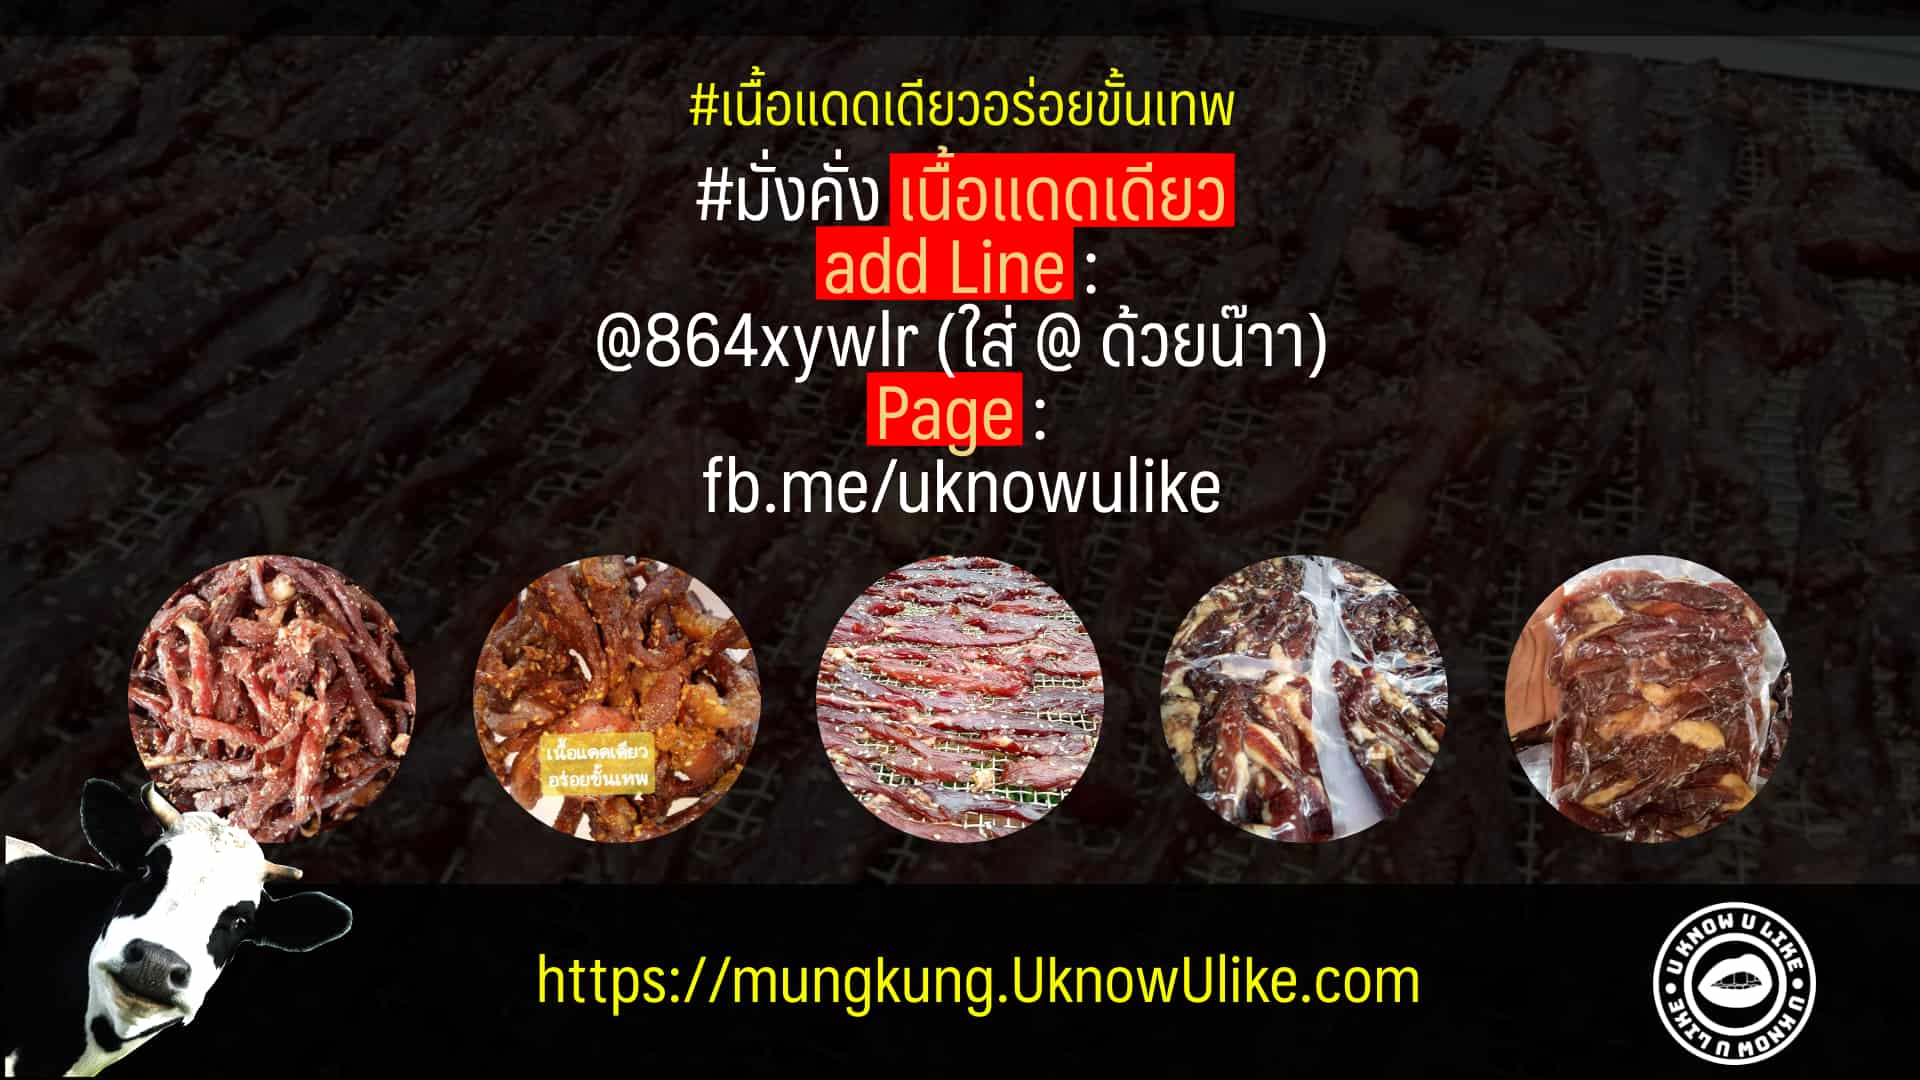 #เนื้อแดดเดียวอร่อยขั้นเทพ
#มั่งคั่ง เนื้อแดดเดียว
add Line :
@864xywlr (ใส่ @ ด้วยน๊าา)
Page :
fb.me/uknowulike
เนื้อแดดเดียว
อร่อยขั้นเทพ
https://mungkung.UknowUlike.com
U KNOW U LIKE • U KNOW U LIKE •